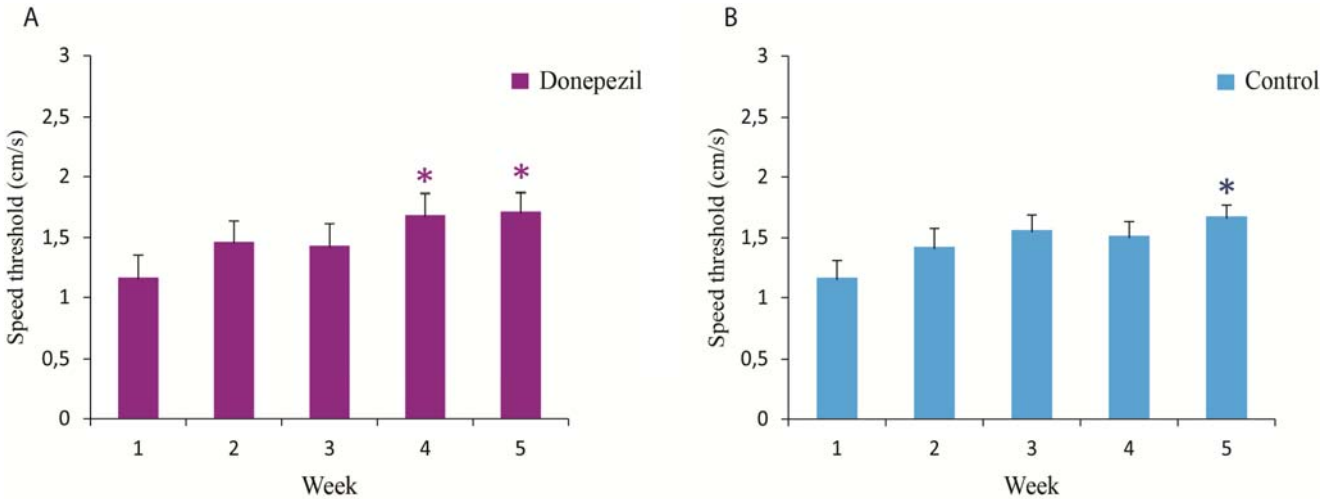 A
Speed threshold (cm/s)
3
2,5
2
1,5
1
0,5
0
Donepezil
*
*
1 2 3 4 5
Week
B
Speed threshold (cm/s)
3
2,5
2
1,5
1
0,5
0
Control
*
1 2 3 4 5
Week